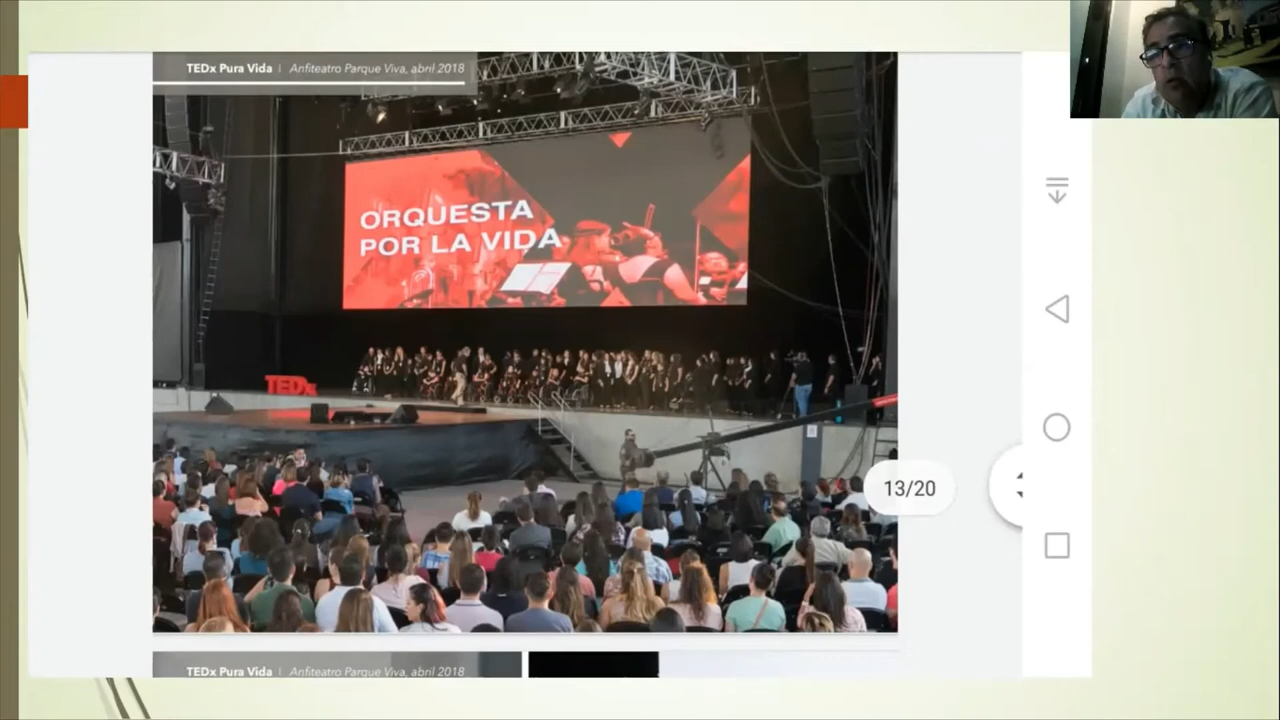 TEDx Pura Vida | Anfiteatro Parque Viva, abril 2018
ORQUESTA
POR LA VIDA
TEDx
13/20
TEDx Pura Vida | Anfiteatro Parque Viva, abril 2018